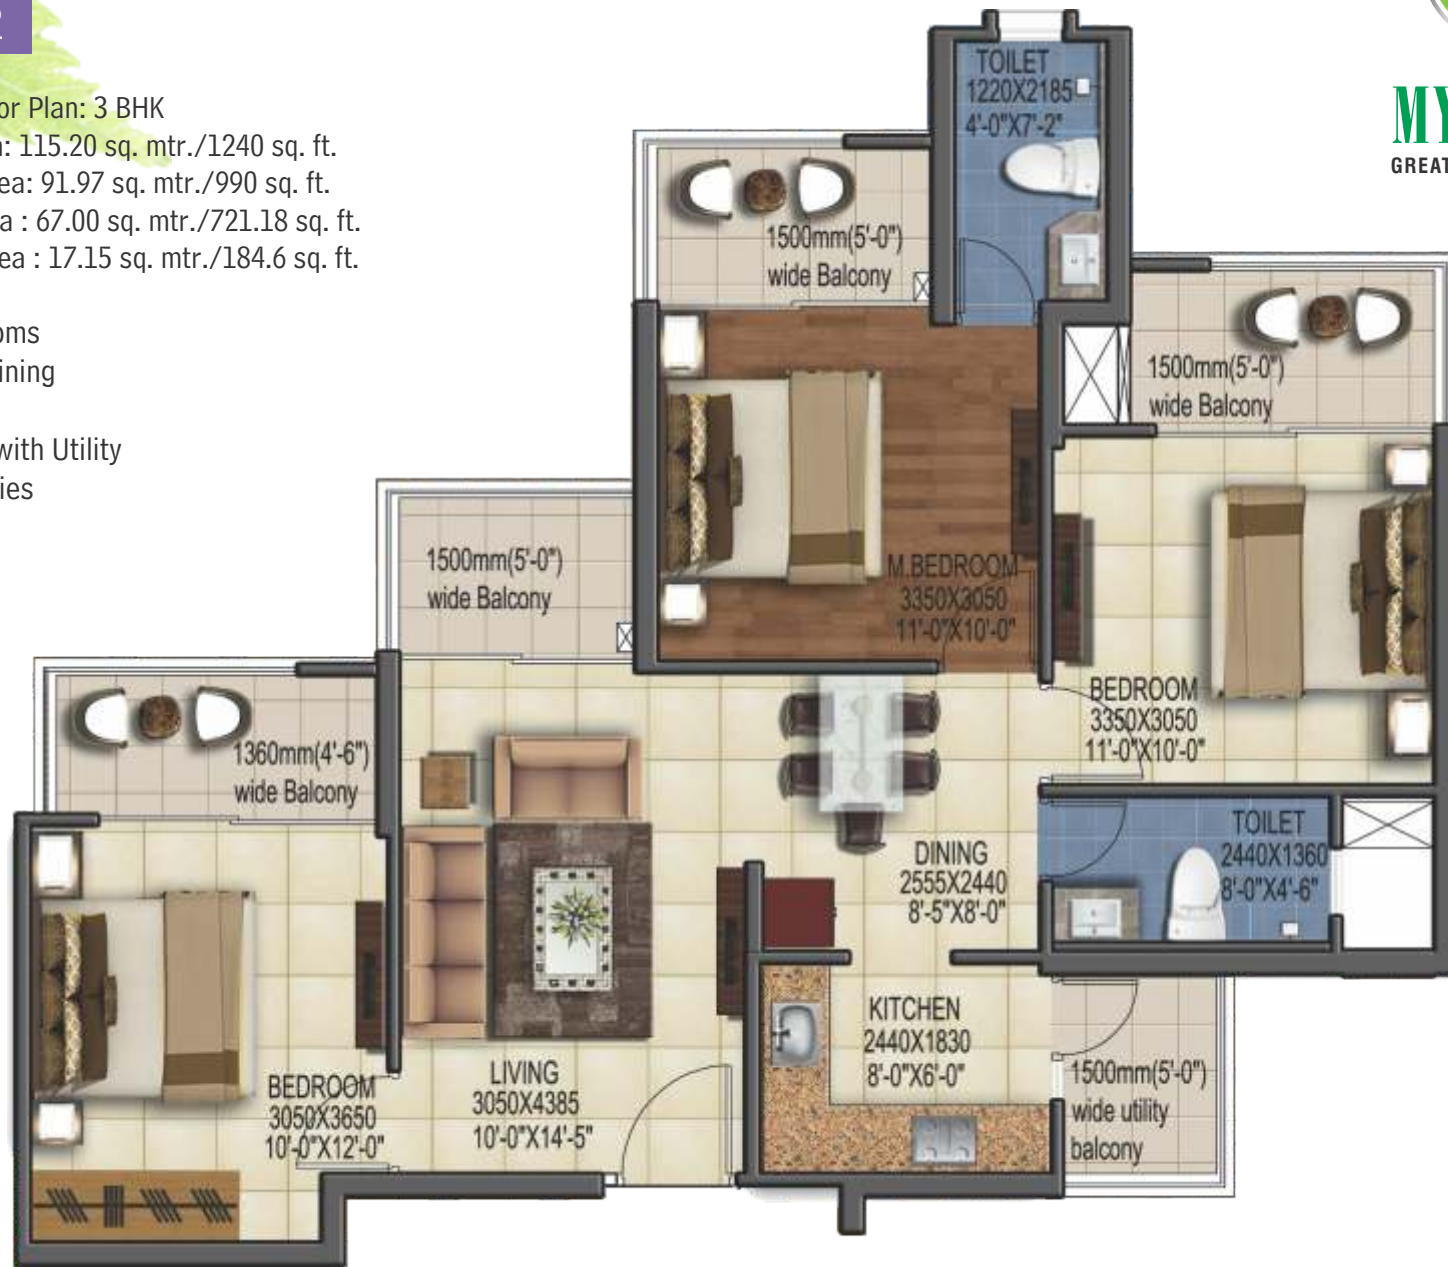 or Plan: 3 BHK
: 115.20 sq. mtr./1240 sq. ft.
ea: 91.97 sq. mtr./990 sq. ft.
a : 67.00 sq. mtr./721.18 sq. ft.
ea : 17.15 sq. mtr./184.6 sq. ft.
oms
ining
with Utility
ies
MY
GREAT
TOILET
1220X2185
4'-0"X7'-2"
1500mm(5'-0")
wide Balcony
1500mm(5'-0")
wide Balcony
M.BEDROOM
3350X3050
11'-0"X10'-0"
1500mm(5'-0")
wide Balcony
BEDROOM
3350X3050
11'-0"X10'-0"
1360mm(4'-6")
wide Balcony
DINING
2555X2440
8'-5"X8'-0"
TOILET
2440X1360
8'-0"X4'-6"
KITCHEN
2440X1830
8'-0"X6'-0"
BEDROOM
3050X3650
10'-0"X12'-0"
LIVING
3050X4385
10'-0"X14'-5"
1500mm(5'-0")
wide utility
balcony